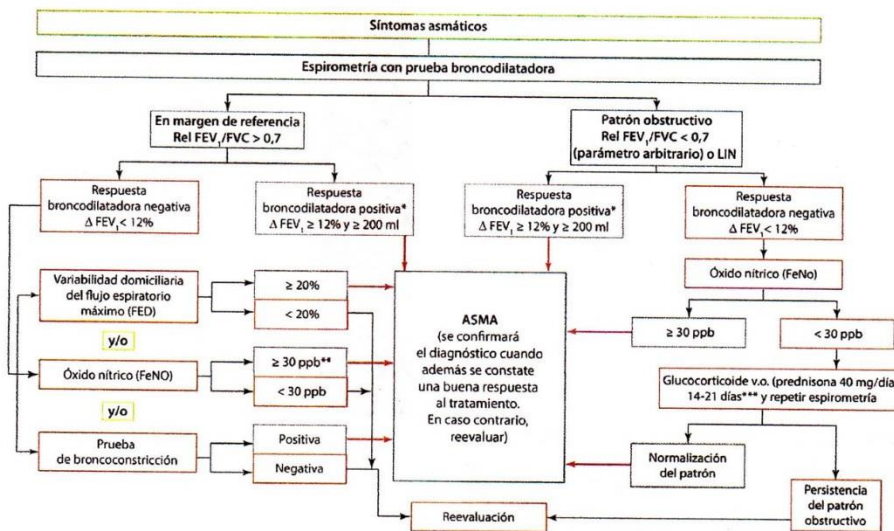 Síntomas asmáticos
Espirometría con prueba broncodilatadora
En margen de referencia
Rel FEV1/FVC > 0,7
Patrón obstructivo
Rel FEV1/FVC < 0,7
(parámetro arbitrario) o LIN
Respuesta
broncodilatadora negativa
Δ FEV1 < 12%
Respuesta
broncodilatadora positiva*
Δ FEV1 ≥ 12% y ≥ 200 ml
Respuesta
broncodilatadora positiva*
Δ FEV1 ≥ 12% y ≥ 200 ml
Respuesta
broncodilatadora negativa
Δ FEV1 < 12%
Variabilidad domiciliaria
del flujo espiratorio
máximo (FED)
≥ 20%
< 20%
y/o
Óxido nítrico (FeNO)
≥ 30 ppb**
< 30 ppb
y/o
Prueba
de broncoconstricción
Positiva
Negativa
ASMA
(se confirmará
el diagnóstico cuando
además se constate
una buena respuesta
al tratamiento.
En caso contrario,
reevaluar)
Óxido nítrico (FeNo)
≥ 30 ppb
< 30 ppb
Glucocorticoide v.o. (prednisona 40 mg/día)
14-21 días*** y repetir espirometría
Normalización
del patrón
Persistencia
del patrón
obstructivo
Reevaluación